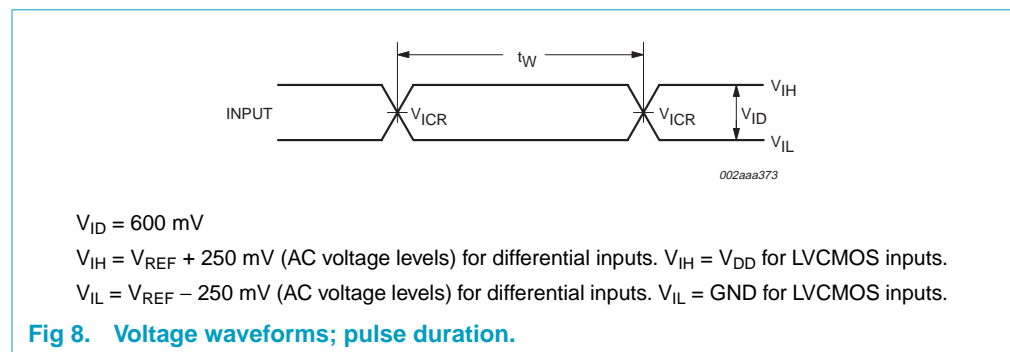 tW
INPUT
VICR
VICR
VIH
VID
VIL
002aaa373
VID = 600 mV
VIH = VREF + 250 mV (AC voltage levels) for differential inputs. VIH = VDD for LVCMOS inputs.
VIL = VREF − 250 mV (AC voltage levels) for differential inputs. VIL = GND for LVCMOS inputs.
Fig 8. Voltage waveforms; pulse duration.